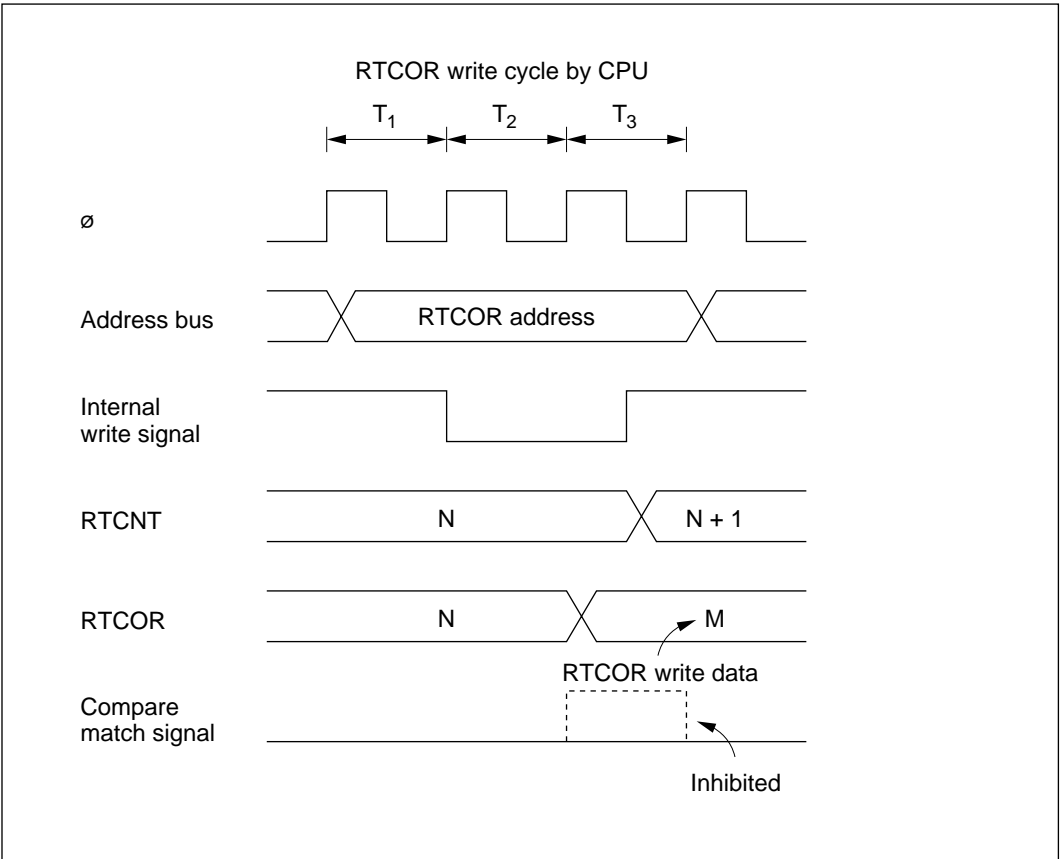 RTCOR write cycle by CPU
T1 T2 T3
ø
Address bus
RTCOR address
Internal
write signal
RTCNT
N
N + 1
RTCOR
N
M
RTCOR write data
Compare
match signal
Inhibited